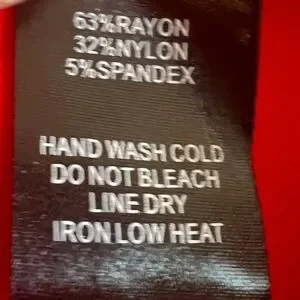 63%RAYON
32%NYLON
5%SPANDEX
HAND WASH COLD
DO NOT BLEACH
LINE DRY
IRON LOW HEAT